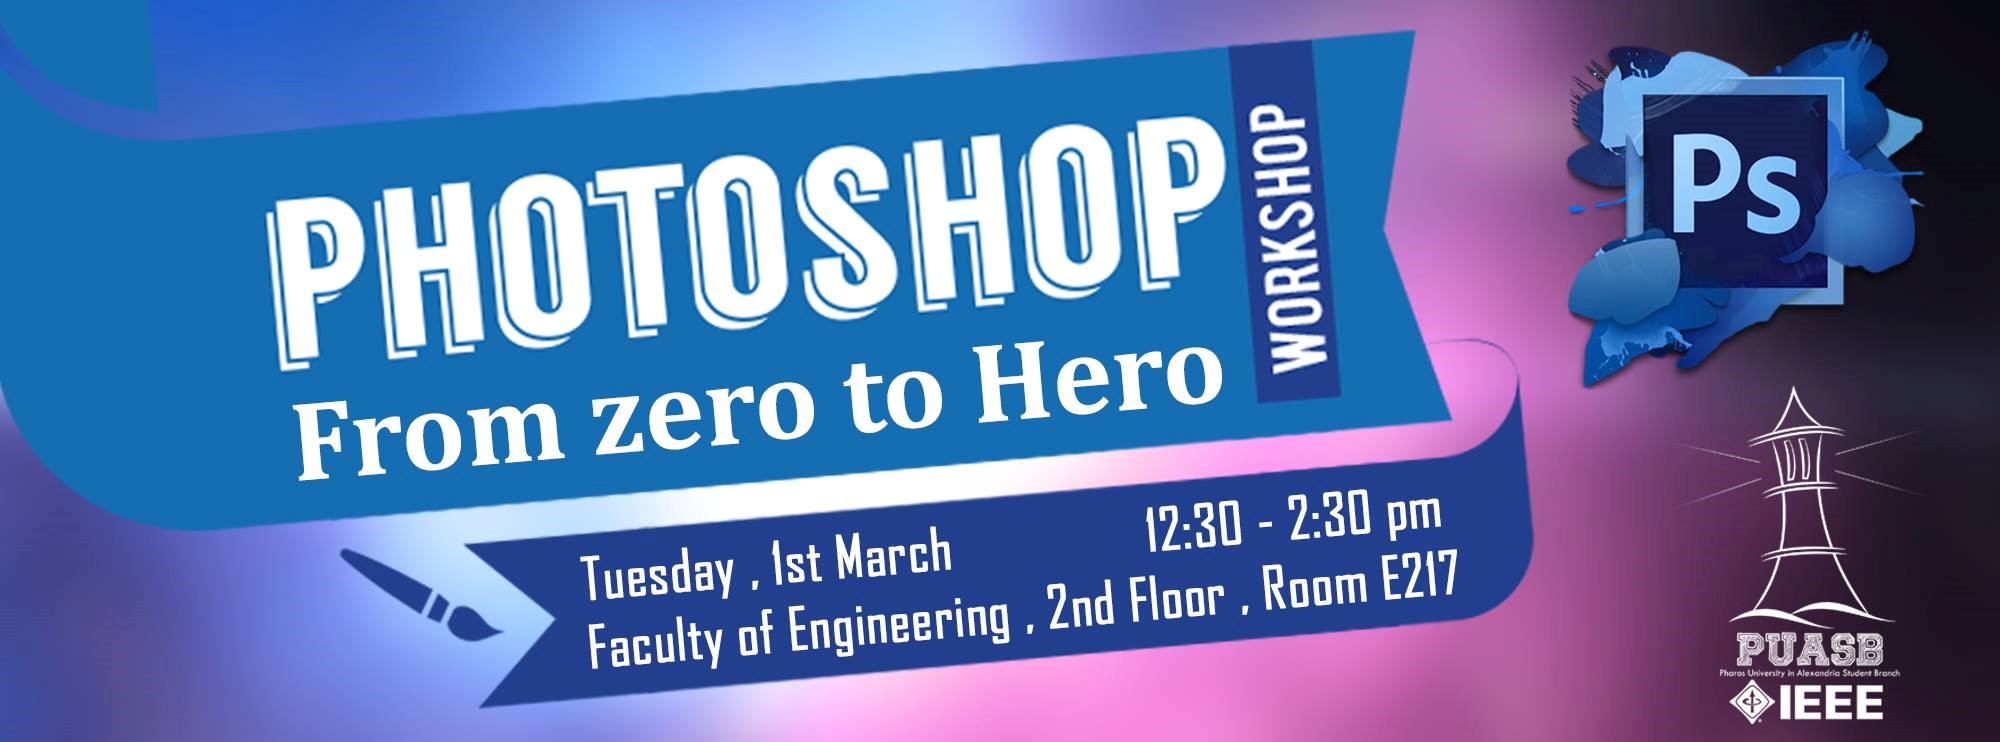 PHOTOSHOP
WORKSHOP
From zero to Hero
Tuesday , 1st March 12:30 - 2:30 pm
Faculty of Engineering , 2nd Floor , Room E217
Ps
PUASB
Pharos University in Alexandria Student Branch
IEEE